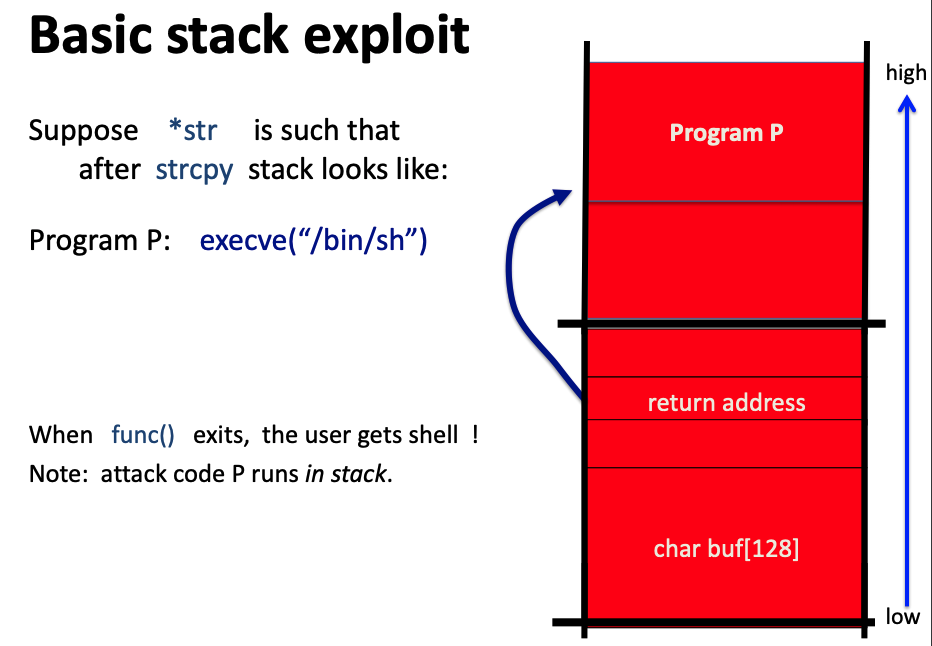 Basic stack exploit
Suppose *str is such that
after strcpy stack looks like:
Program P: execve(“/bin/sh”)
When func() exits, the user gets shell !
Note: attack code P runs in stack.
high
Program P
return address
char buf[128]
low